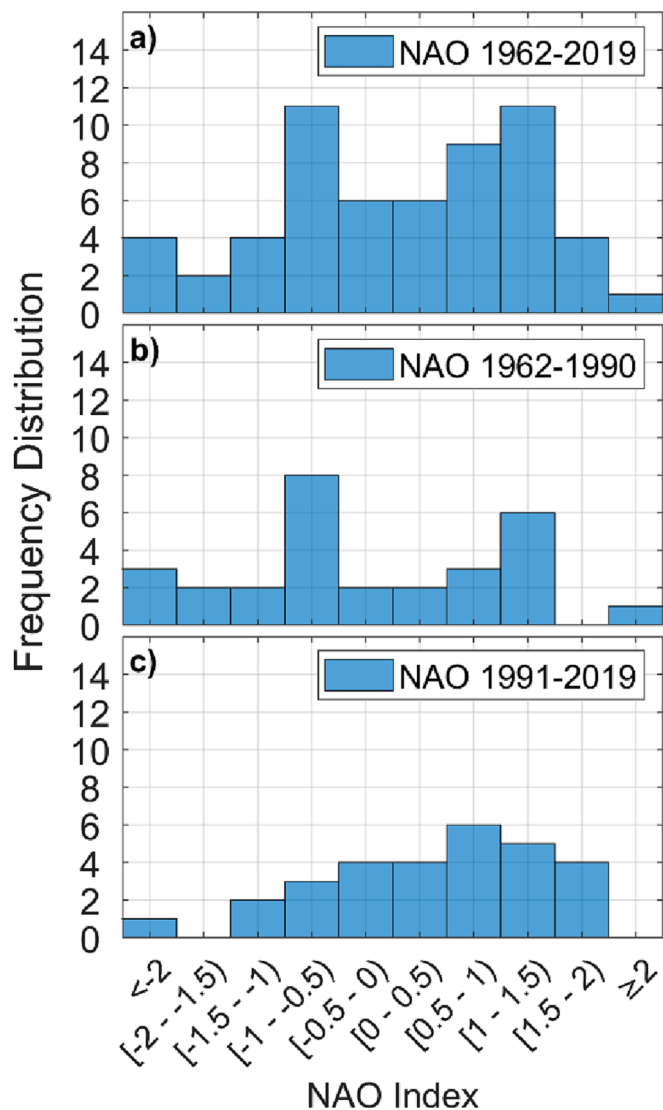 a)
NAO 1962-2019
14
12
10
8
6
4
2
0
b)
NAO 1962-1990
14
12
10
8
6
4
2
0
c)
NAO 1991-2019
14
12
10
8
6
4
2
0
Frequency Distribution
<-2
[-2 - -1.5)
[-1.5 - -1)
[-1 - -0.5)
[-0.5 - 0)
[0 - 0.5)
[0.5 - 1)
[1 - 1.5)
[1.5 - 2)
≥2
NAO Index